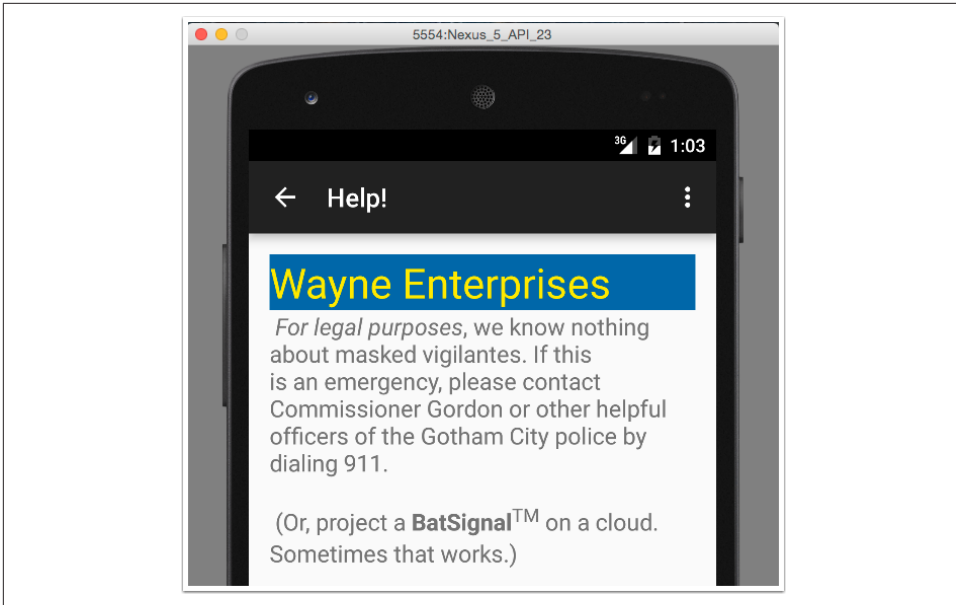 5554:Nexus_5_API_23
3G 1:03
Help!
Wayne Enterprises
For legal purposes, we know nothing
about masked vigilantes. If this
is an emergency, please contact
Commissioner Gordon or other helpful
officers of the Gotham City police by
dialing 911.
(Or, project a BatSignal™ on a cloud.
Sometimes that works.)